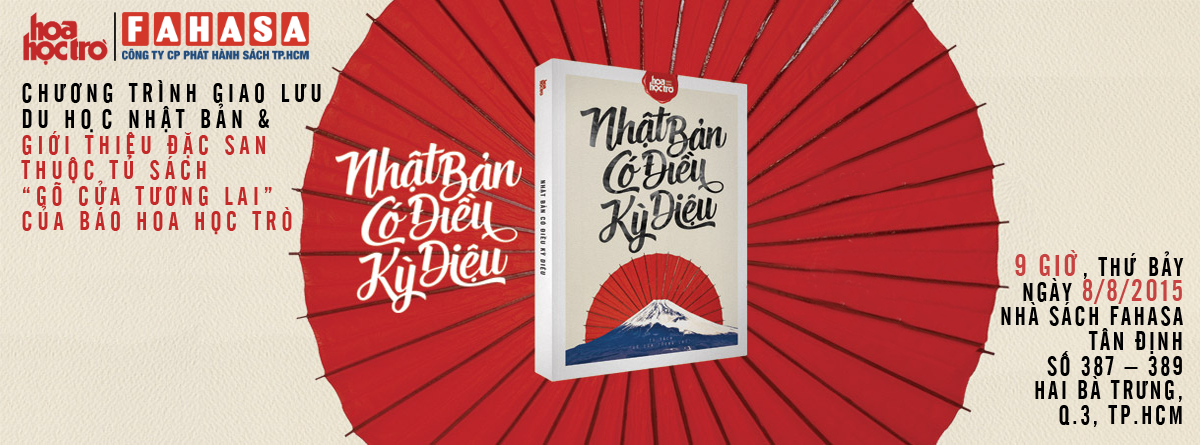 hoa
học trò
FAHASA
CÔNG TY CP PHÁT HÀNH SÁCH TP.HCM
CHƯƠNG TRÌNH GIAO LƯU
DU HỌC NHẬT BẢN &
GIỚI THIỆU ĐẶC SAN
THUỘC TỦ SÁCH
“GÕ CỬA TƯƠNG LAI”
CỦA BÁO HOA HỌC TRÒ
Nhật Bản
Có Điều
Kỳ Diệu
hoa
học trò
NHẬT BẢN CÓ ĐIỀU KỲ DIỆU
hoa
học trò
Nhật Bản
Có Điều
Kỳ Diệu
9 GIỜ, THỨ BẢY
NGÀY 8/8/2015
NHÀ SÁCH FAHASA
TÂN ĐỊNH
SỐ 387 – 389
HAI BÀ TRƯNG,
Q.3, TP.HCM